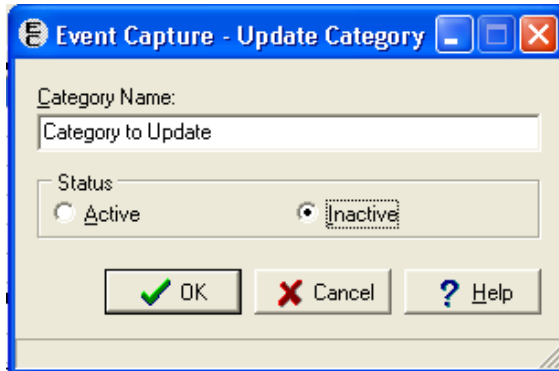 Event Capture - Update Category
Category Name:
Category to Update
Status
Active Inactive
OK Cancel Help